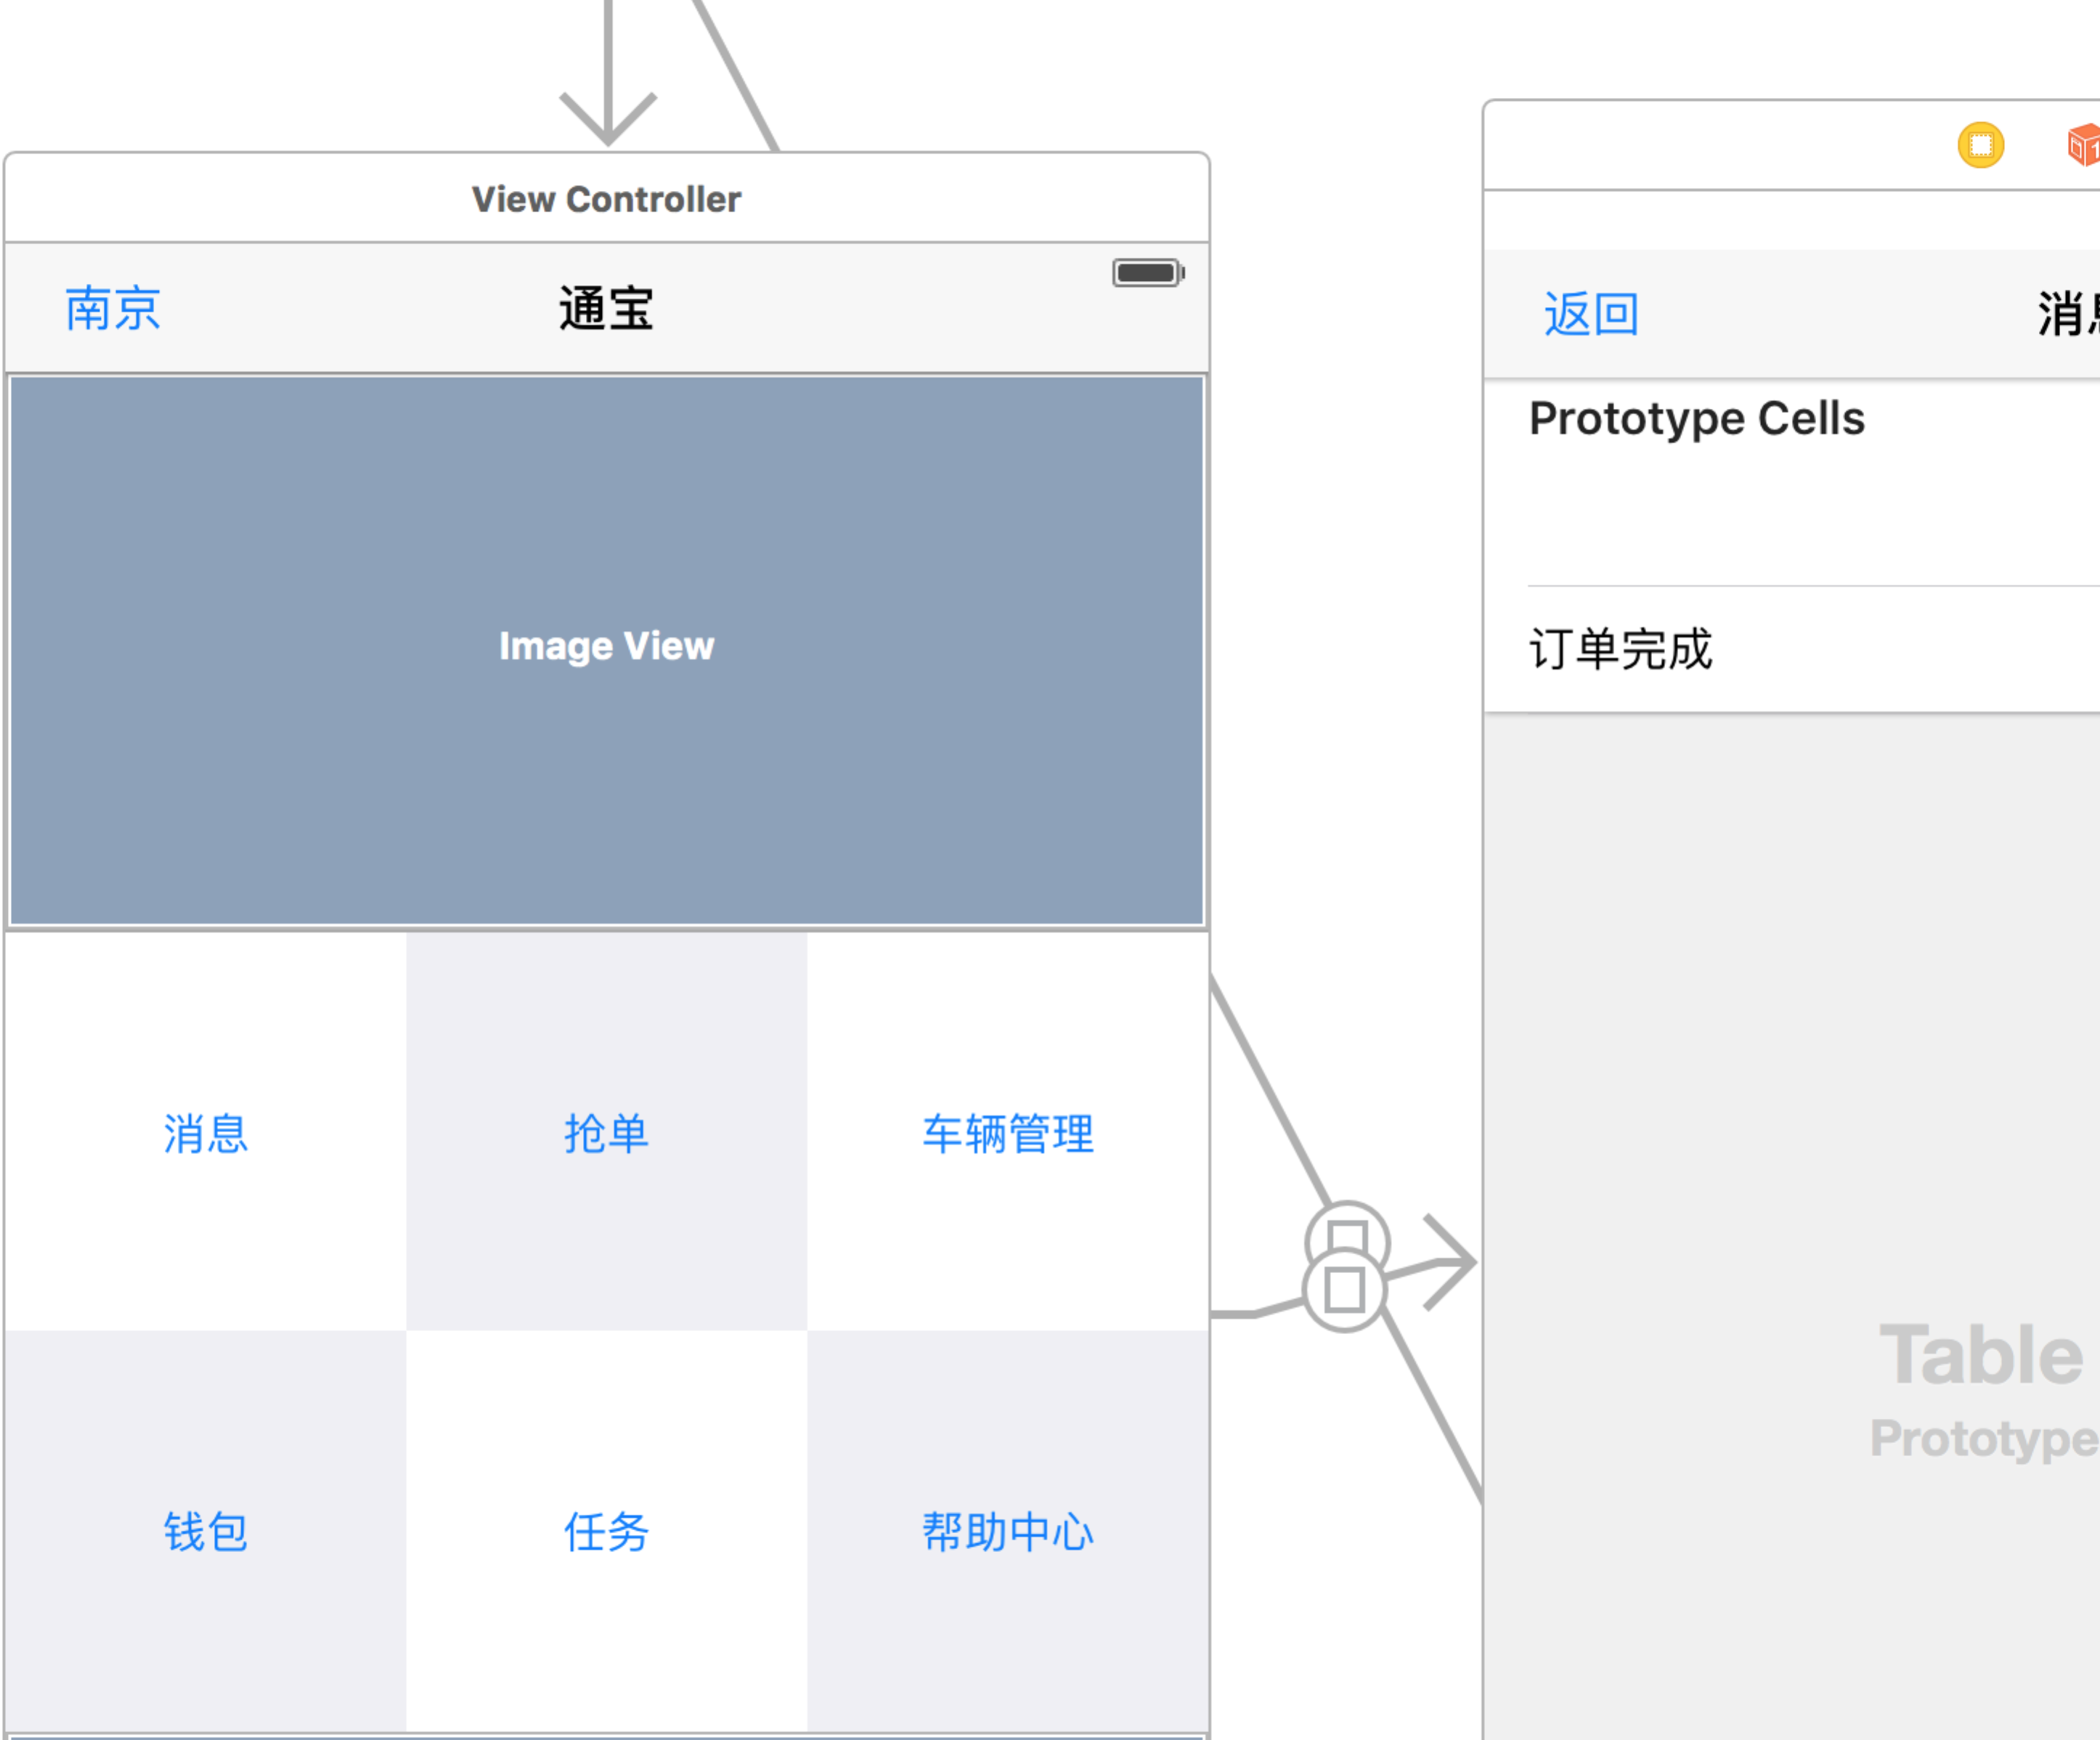 View Controller
南京
通宝
Image View
消息
抢单
车辆管理
钱包
任务
帮助中心
返回
消
Prototype Cells
订单完成
Table
Prototype